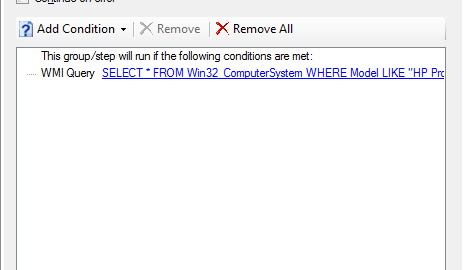 Continue on error
Add Condition Remove Remove All
This group/step will run if the following conditions are met:
WMI Query SELECT * FROM Win32_ComputerSystem WHERE Model LIKE "HP Pro